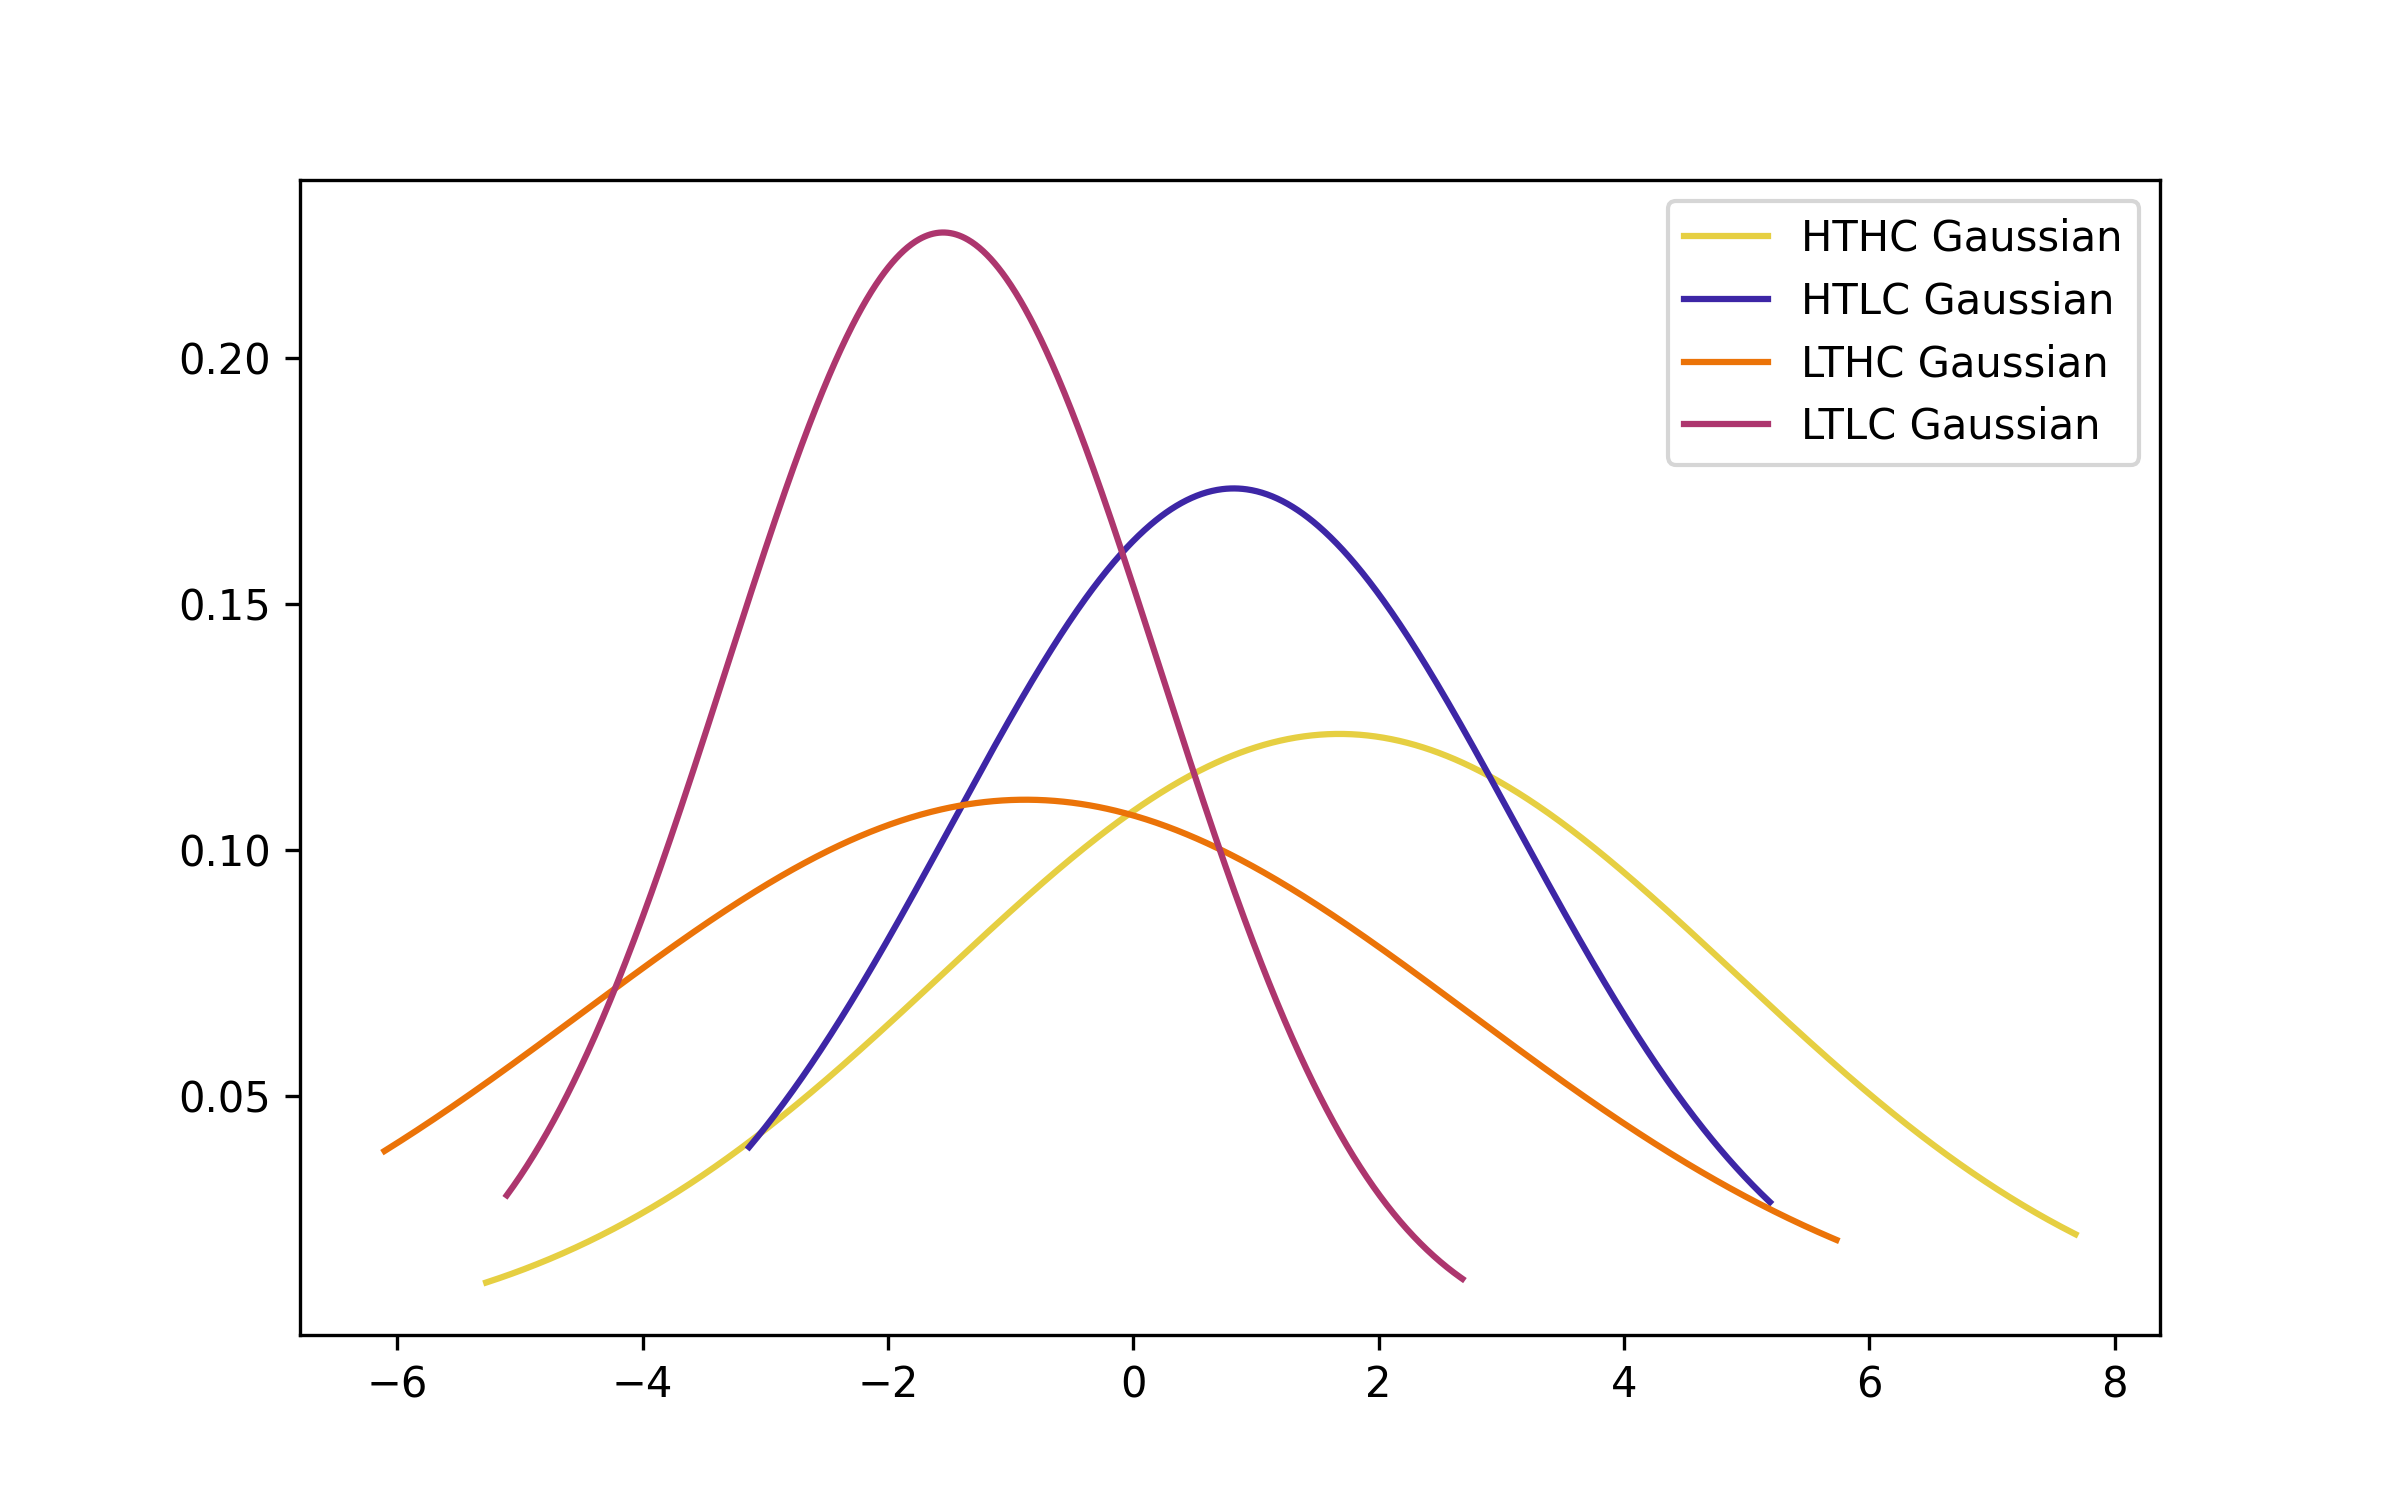 HTHC Gaussian
HTLC Gaussian
LTHC Gaussian
LTLC Gaussian
0.20
0.15
0.10
0.05
−6 −4 −2 0 2 4 6 8